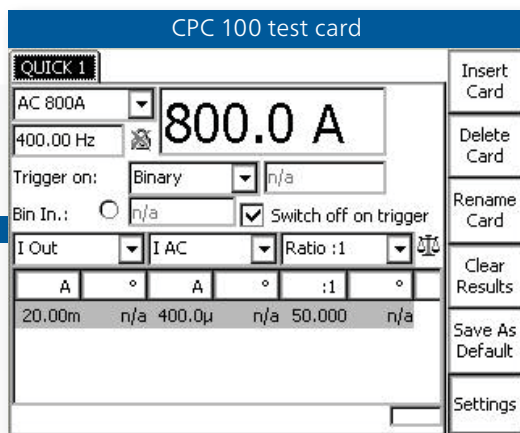 CPC 100 test card
QUICK 1
AC 800A
800.0 A
400.00 Hz
Trigger on: Binary n/a
Bin In.: n/a Switch off on trigger
I Out I AC Ratio :1
A ° A ° :1 °
20.00m n/a 400.0µ n/a 50.000 n/a
Insert
Card
Delete
Card
Rename
Card
Clear
Results
Save As
Default
Settings